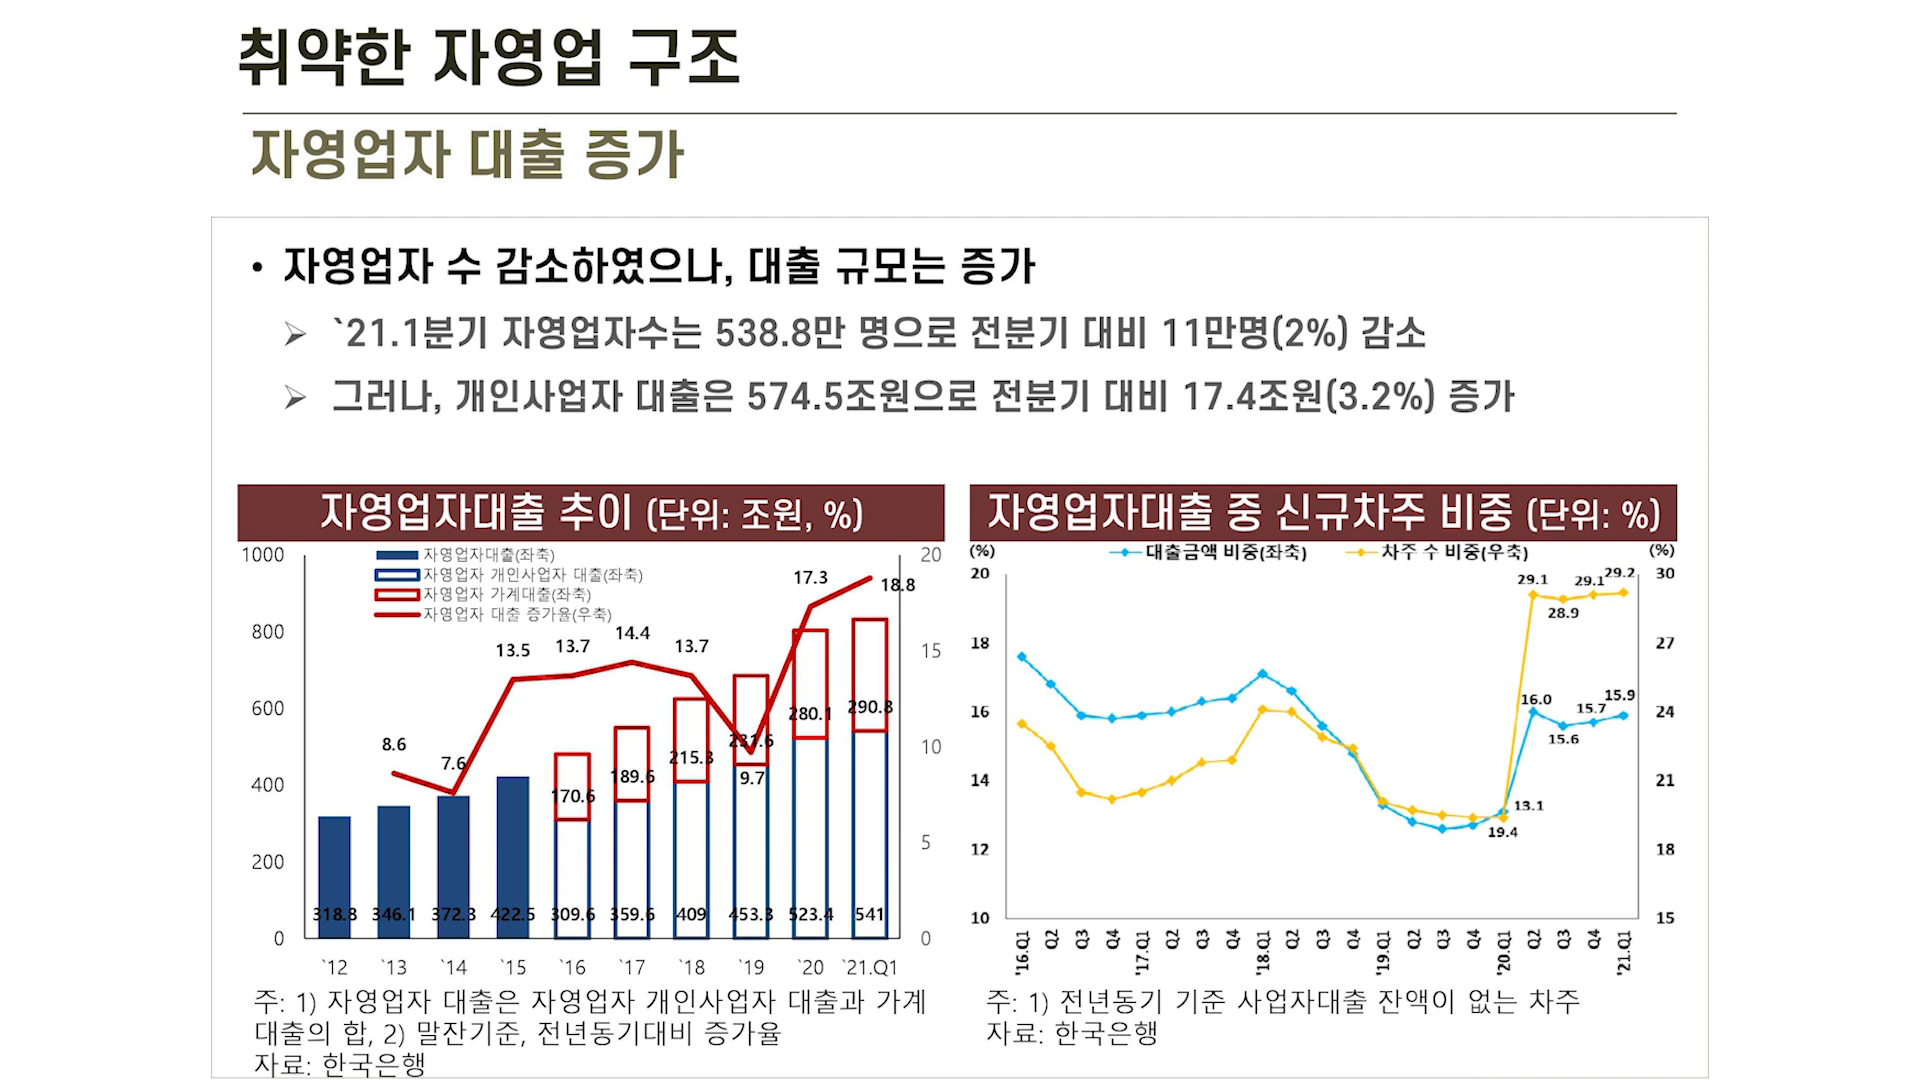 취약한 자영업 구조
자영업자 대출 증가
• 자영업자 수 감소하였으나, 대출 규모는 증가
➢ `21.1분기 자영업자수는 538.8만 명으로 전분기 대비 11만명(2%) 감소
➢ 그러나, 개인사업자 대출은 574.5조원으로 전분기 대비 17.4조원(3.2%) 증가
자영업자대출 추이 (단위: 조원, %)
1000 800 600 400 200 0
자영업자대출(좌축)
자영업자 개인사업자 대출(좌축)
자영업자 가계대출(좌축)
자영업자 대출 증가율(우축)
20 15 10 5 0
8.6 7.6 13.5 13.7 14.4 13.7 9.7 17.3 18.8
170.6 189.6 215.3 231.6 280.1 290.8
318.8 346.1 372.3 422.5 309.6 359.6 409 453.3 523.4 541
`12 `13 `14 `15 `16 `17 `18 `19 `20 `21.Q1
주: 1) 자영업자 대출은 자영업자 개인사업자 대출과 가계
대출의 합, 2) 말잔기준, 전년동기대비 증가율
자료: 한국은행
자영업자대출 중 신규차주 비중 (단위: %)
(%) 대출금액 비중(좌축) 차주 수 비중(우축) (%)
20 18 16 14 12 10
30 27 24 21 18 15
29.1 28.9 29.1 29.2
16.0 15.6 15.7 15.9
13.1
19.4
'16.Q1 Q2 Q3 Q4 '17.Q1 Q2 Q3 Q4 '18.Q1 Q2 Q3 Q4 '19.Q1 Q2 Q3 Q4 '20.Q1 Q2 Q3 Q4 '21.Q1
주: 1) 전년동기 기준 사업자대출 잔액이 없는 차주
자료: 한국은행